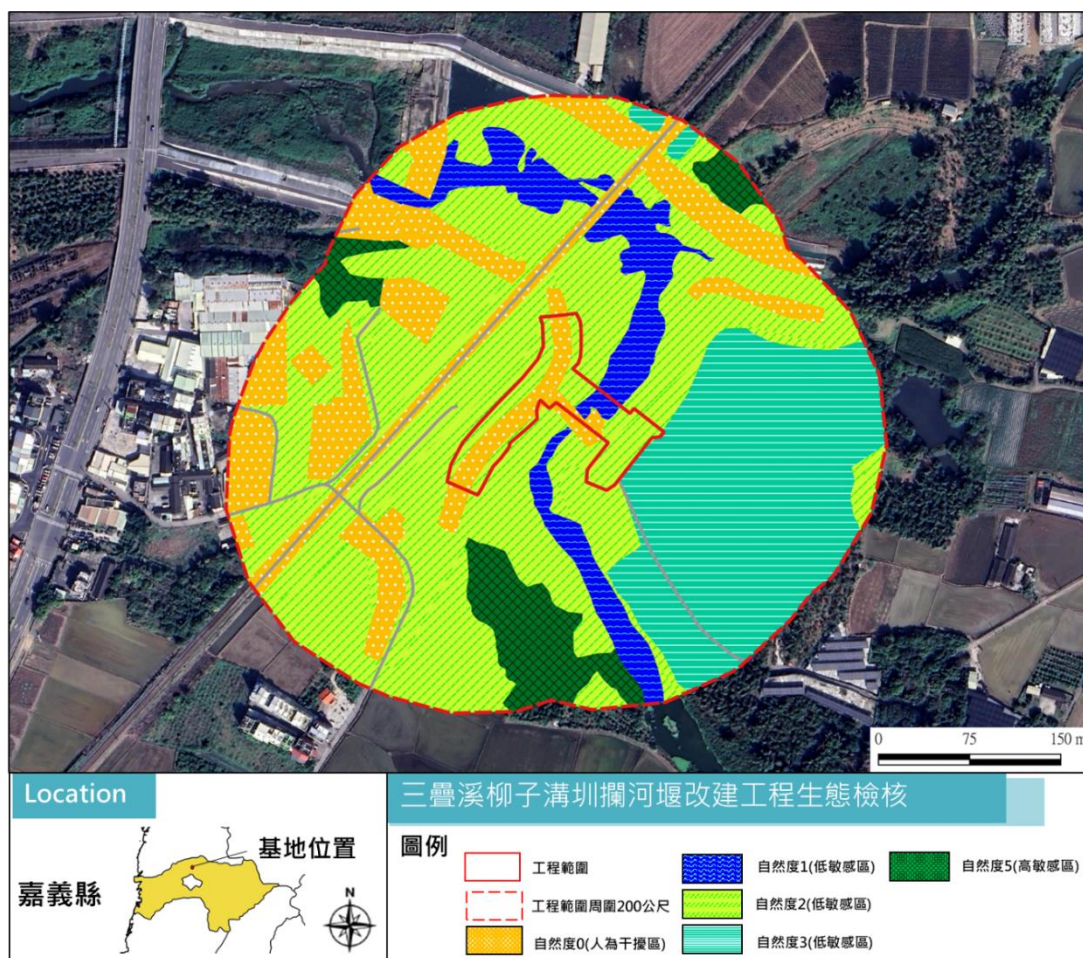 0 75 150 m
Location
基地位置
嘉義縣
N
三疊溪柳子溝圳攔河堰改建工程生態檢核
圖例
工程範圍
工程範圍周圍200公尺
自然度0(人為干擾區)
自然度1(低敏感區)
自然度2(低敏感區)
自然度3(低敏感區)
自然度5(高敏感區)